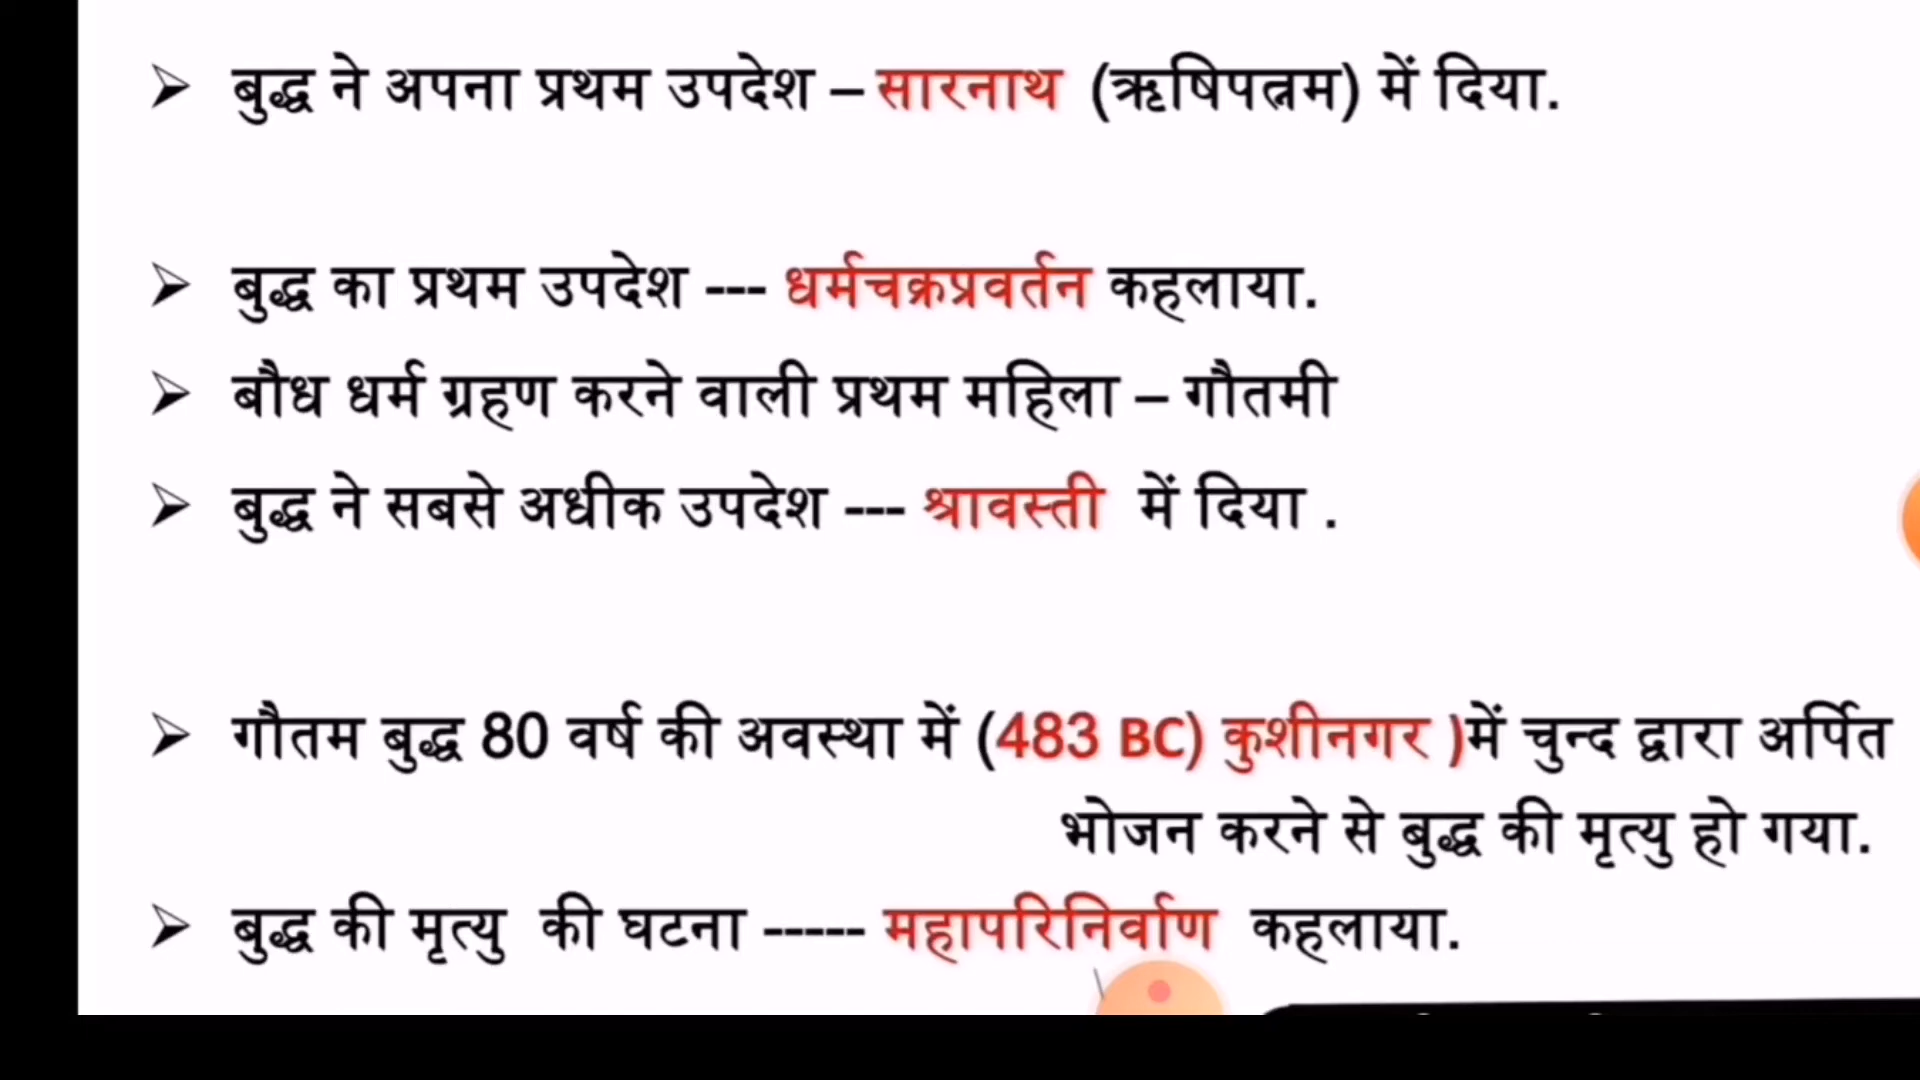 ➢ बुद्ध ने अपना प्रथम उपदेश – सारनाथ (ऋषिपत्नम) में दिया.
➢ बुद्ध का प्रथम उपदेश --- धर्मचक्रप्रवर्तन कहलाया.
➢ बौध धर्म ग्रहण करने वाली प्रथम महिला – गौतमी
➢ बुद्ध ने सबसे अधीक उपदेश --- श्रावस्ती में दिया .
➢ गौतम बुद्ध 80 वर्ष की अवस्था में (483 BC) कुशीनगर )में चुन्द द्वारा अर्पित
भोजन करने से बुद्ध की मृत्यु हो गया.
➢ बुद्ध की मृत्यु की घटना ----- महापरिनिर्वाण कहलाया.